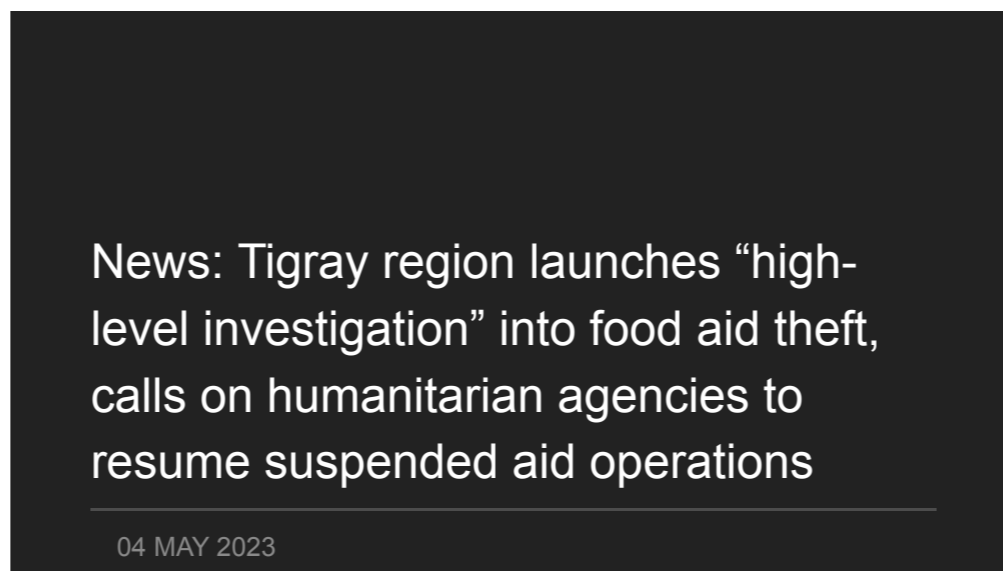 News: Tigray region launches “high-
level investigation” into food aid theft,
calls on humanitarian agencies to
resume suspended aid operations
04 MAY 2023